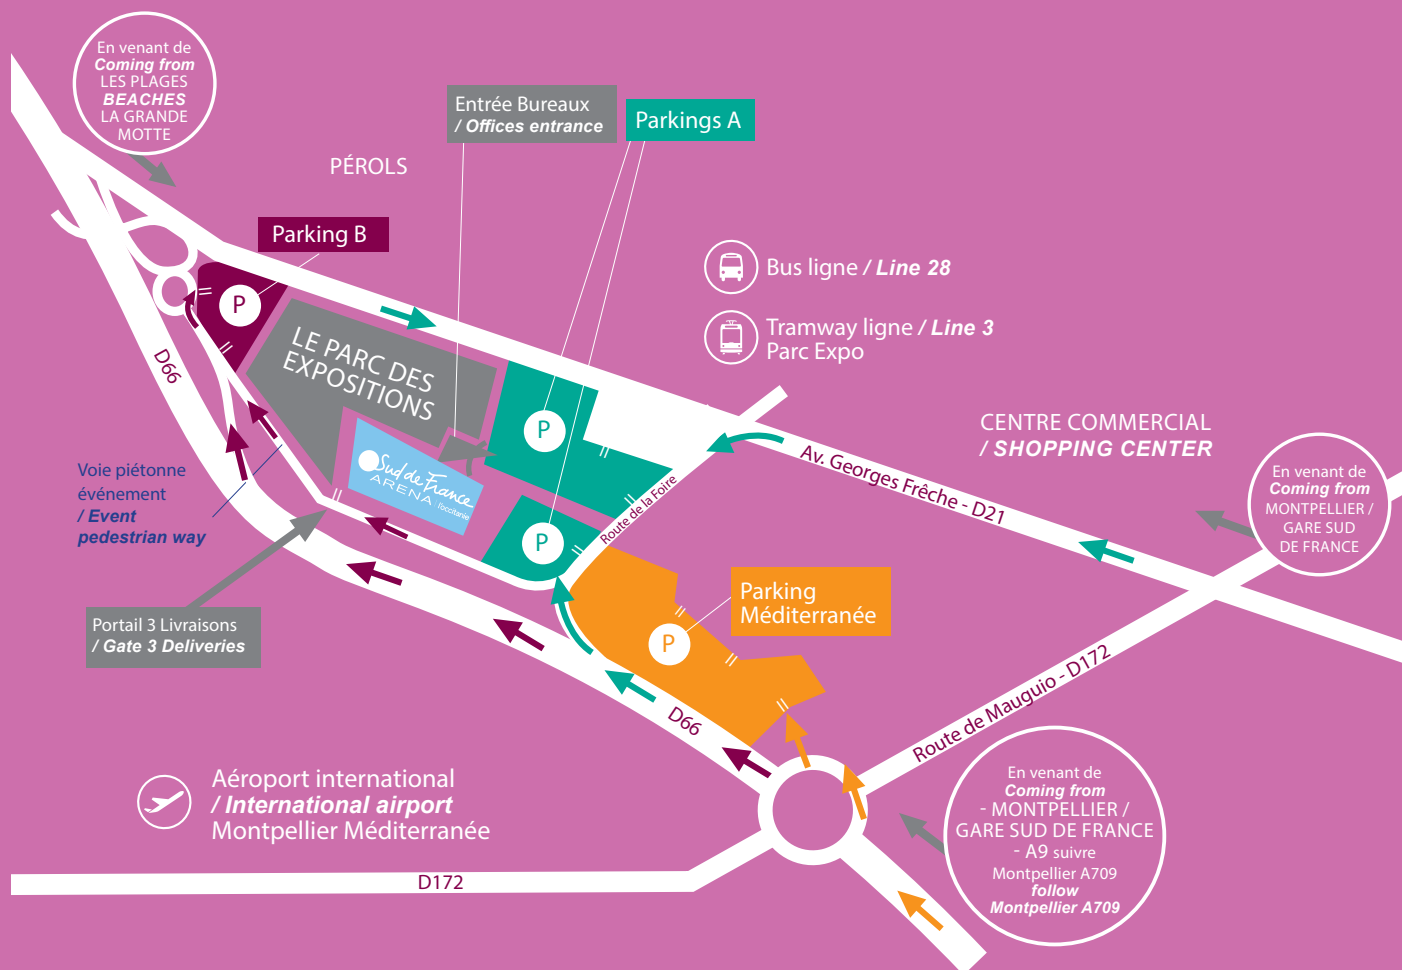 En venant de
Coming from
LES PLAGES
BEACHES
LA GRANDE
MOTTE
PÉROLS
Entrée Bureaux
/ Offices entrance
Parkings A
Parking B
P
Bus ligne / Line 28
Tramway ligne / Line 3
Parc Expo
LE PARC DES
EXPOSITIONS
D66
P
CENTRE COMMERCIAL
/ SHOPPING CENTER
Av. Georges Frêche - D21
En venant de
Coming from
MONTPELLIER /
GARE SUD
DE FRANCE
Voie piétonne
événement
/ Event
pedestrian way
Sud de France
ARENA
l'occitanie
Route de la Foire
P
Parking
Méditerranée
P
Portail 3 Livraisons
/ Gate 3 Deliveries
D66
Route de Mauguio - D172
Aéroport international
/ International airport
Montpellier Méditerranée
En venant de
Coming from
- MONTPELLIER /
GARE SUD DE FRANCE
- A9 suivre
Montpellier A709
follow
Montpellier A709
D172